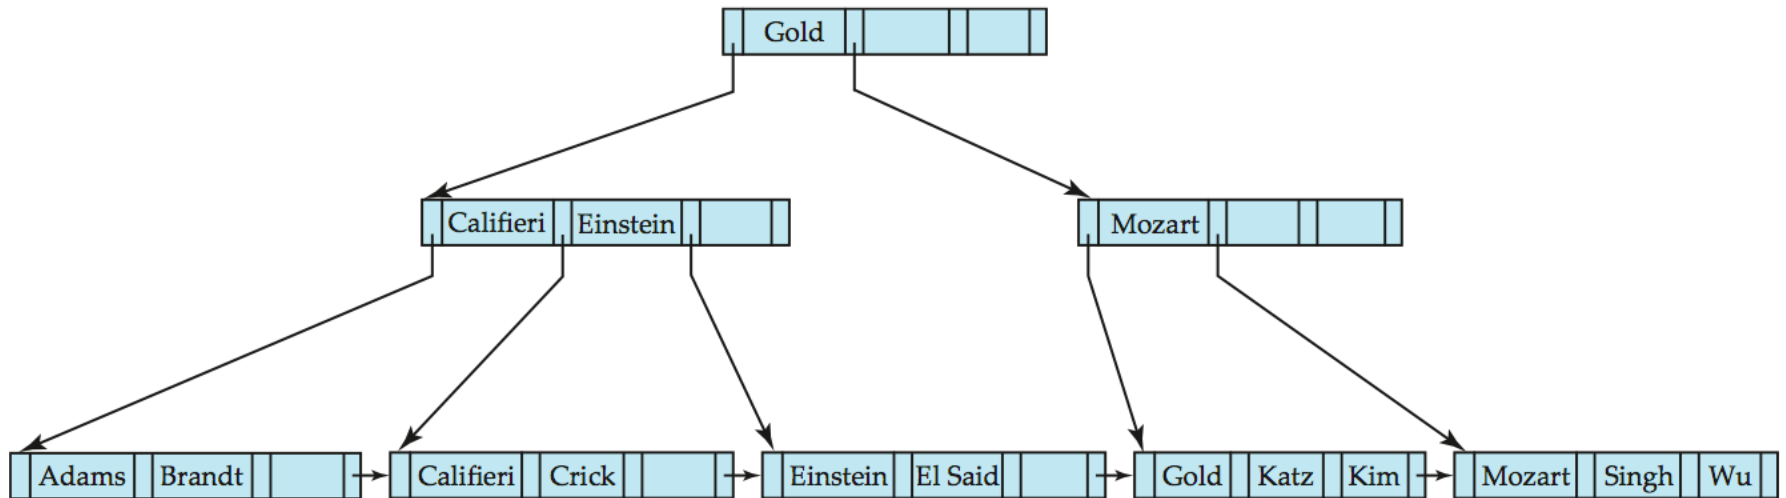 Gold
Califieri Einstein
Mozart
Adams Brandt
Califieri Crick
Einstein El Said
Gold Katz Kim
Mozart Singh Wu